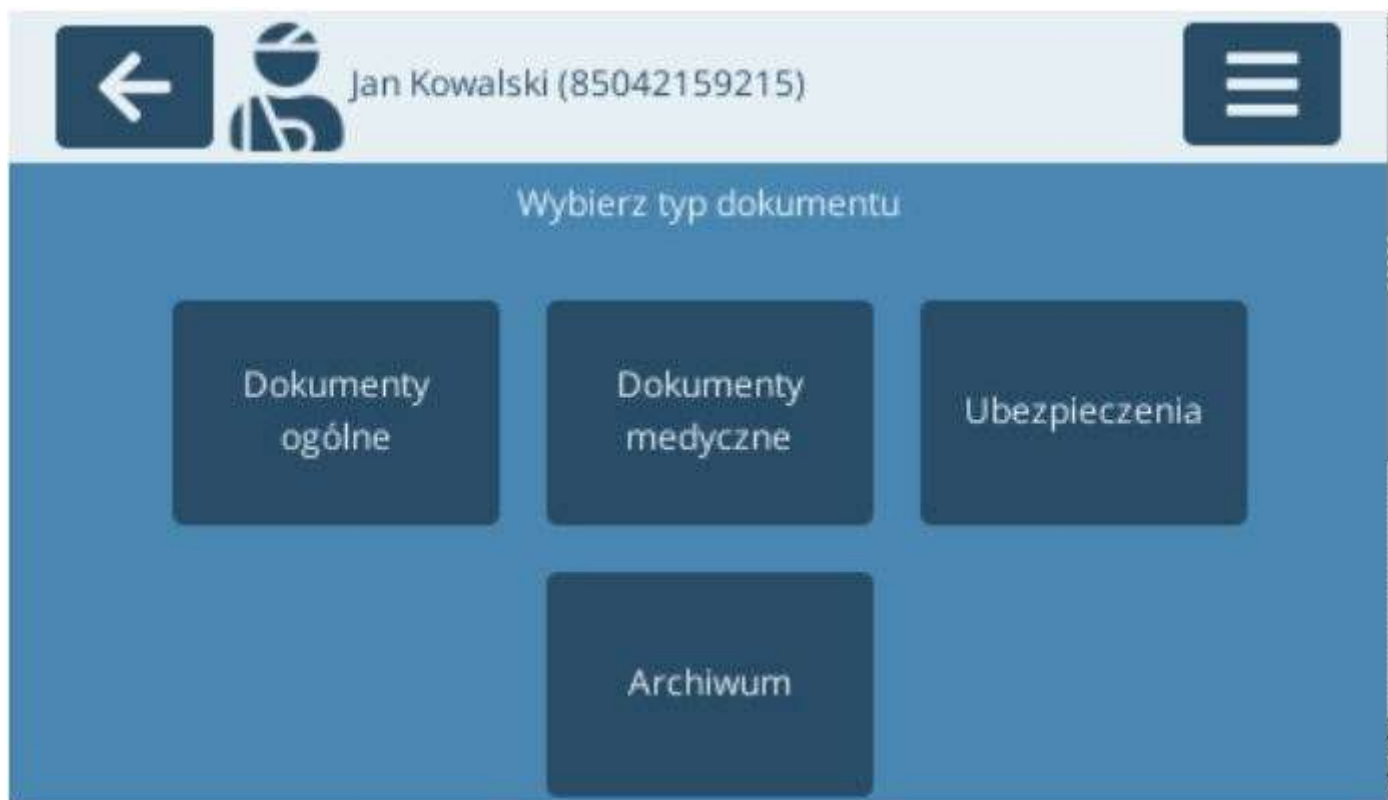 Jan Kowalski (85042159215)
Wybierz typ dokumentu
Dokumenty
ogólne
Dokumenty
medyczne
Ubezpieczenia
Archiwum